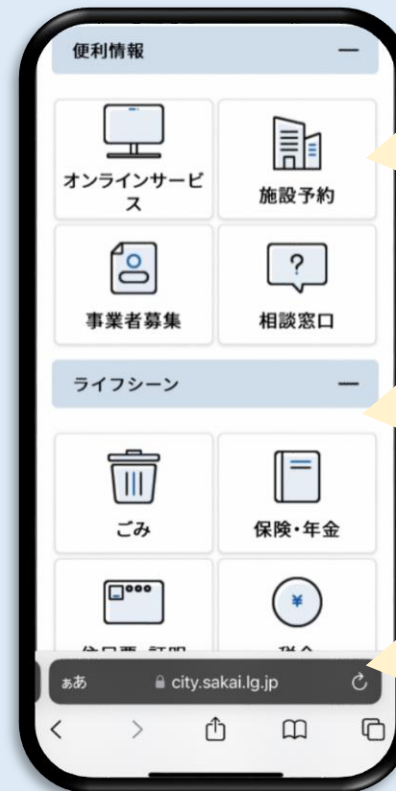 便利情報
オンラインサービ
ス
施設予約
事業者募集
相談窓口
ライフシーン
ごみ
保険・年金
ぁあ
city.sakai.lg.jp